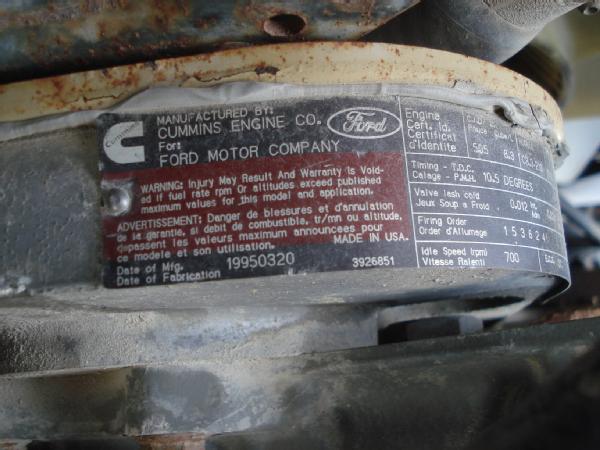 MANUFACTURED BY:
CUMMINS ENGINE CO.
For:
FORD MOTOR COMPANY
Ford
WARNING: Injury May Result And Warranty Is Void-
ed if fuel rate rpm Or altitudes exceed published
maximum values for this model and application.
ADVERTISSEMENT: Danger de blessures et d'annulation
de la garantie, si debit de combustible, tr/mn ou altitude,
depassent les valeurs maximum announcees pour
ce modele et son utilisation.
MADE IN U.S.A.
Date of Mfg.
Date of Fabrication 19950320 3926851
Engine
Cert. Id.
Certificat
d'Identite 505 8.3
Timing - T.D.C.
Calage - P.M.H. 10.5 DEGREES
Valve lash cold
Jeux Soup a Froid 0.012
Firing Order
Order d'Allumage 1 5 3 6 2 4
Idle Speed (rpm)
Vitesse Ralenti 700